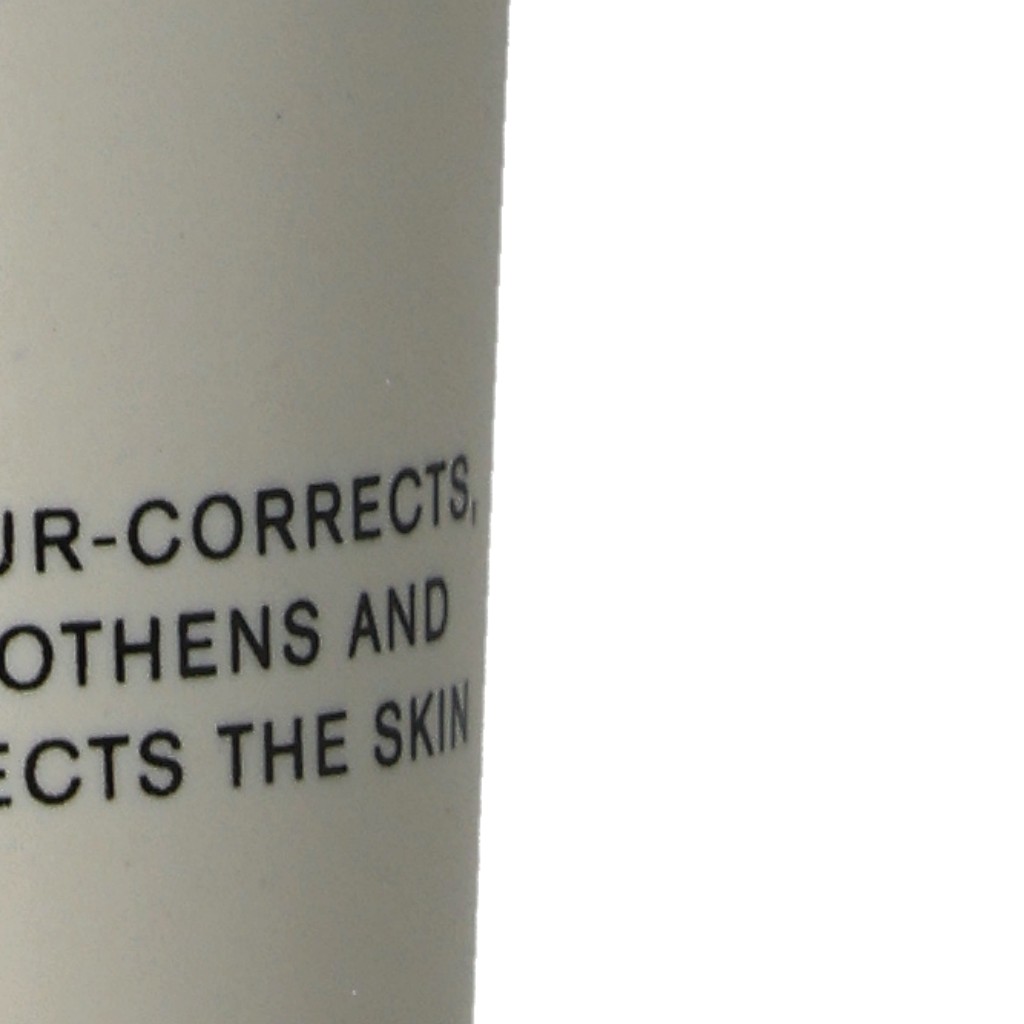 UR-CORRECTS,
OTHENS AND
ECTS THE SKIN